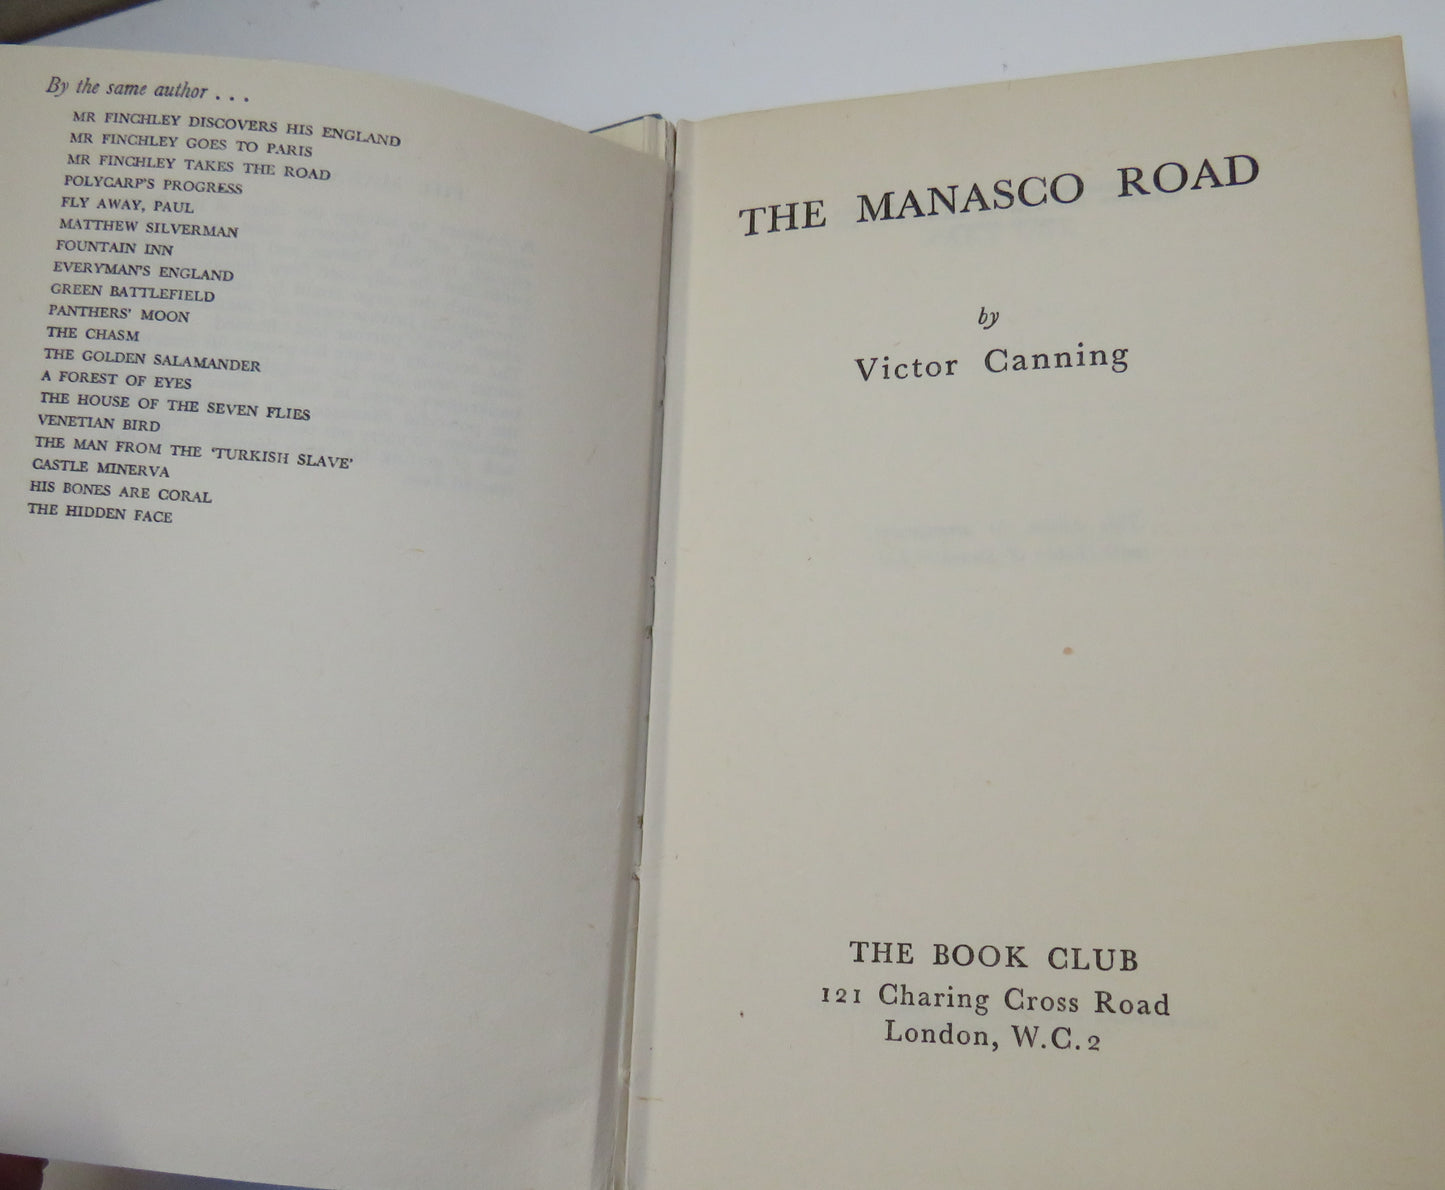 By the same author . . .
MR FINCHLEY DISCOVERS HIS ENGLAND
MR FINCHLEY GOES TO PARIS
MR FINCHLEY TAKES THE ROAD
POLYCARP'S PROGRESS
FLY AWAY, PAUL
MATTHEW SILVERMAN
FOUNTAIN INN
EVERYMAN'S ENGLAND
GREEN BATTLEFIELD
PANTHERS' MOON
THE CHASM
THE GOLDEN SALAMANDER
A FOREST OF EYES
THE HOUSE OF THE SEVEN FLIES
VENETIAN BIRD
THE MAN FROM THE 'TURKISH SLAVE'
CASTLE MINERVA
HIS BONES ARE CORAL
THE HIDDEN FACE
THE MANASCO ROAD
by
Victor Canning
THE BOOK CLUB
121 Charing Cross Road
London, W.C.2